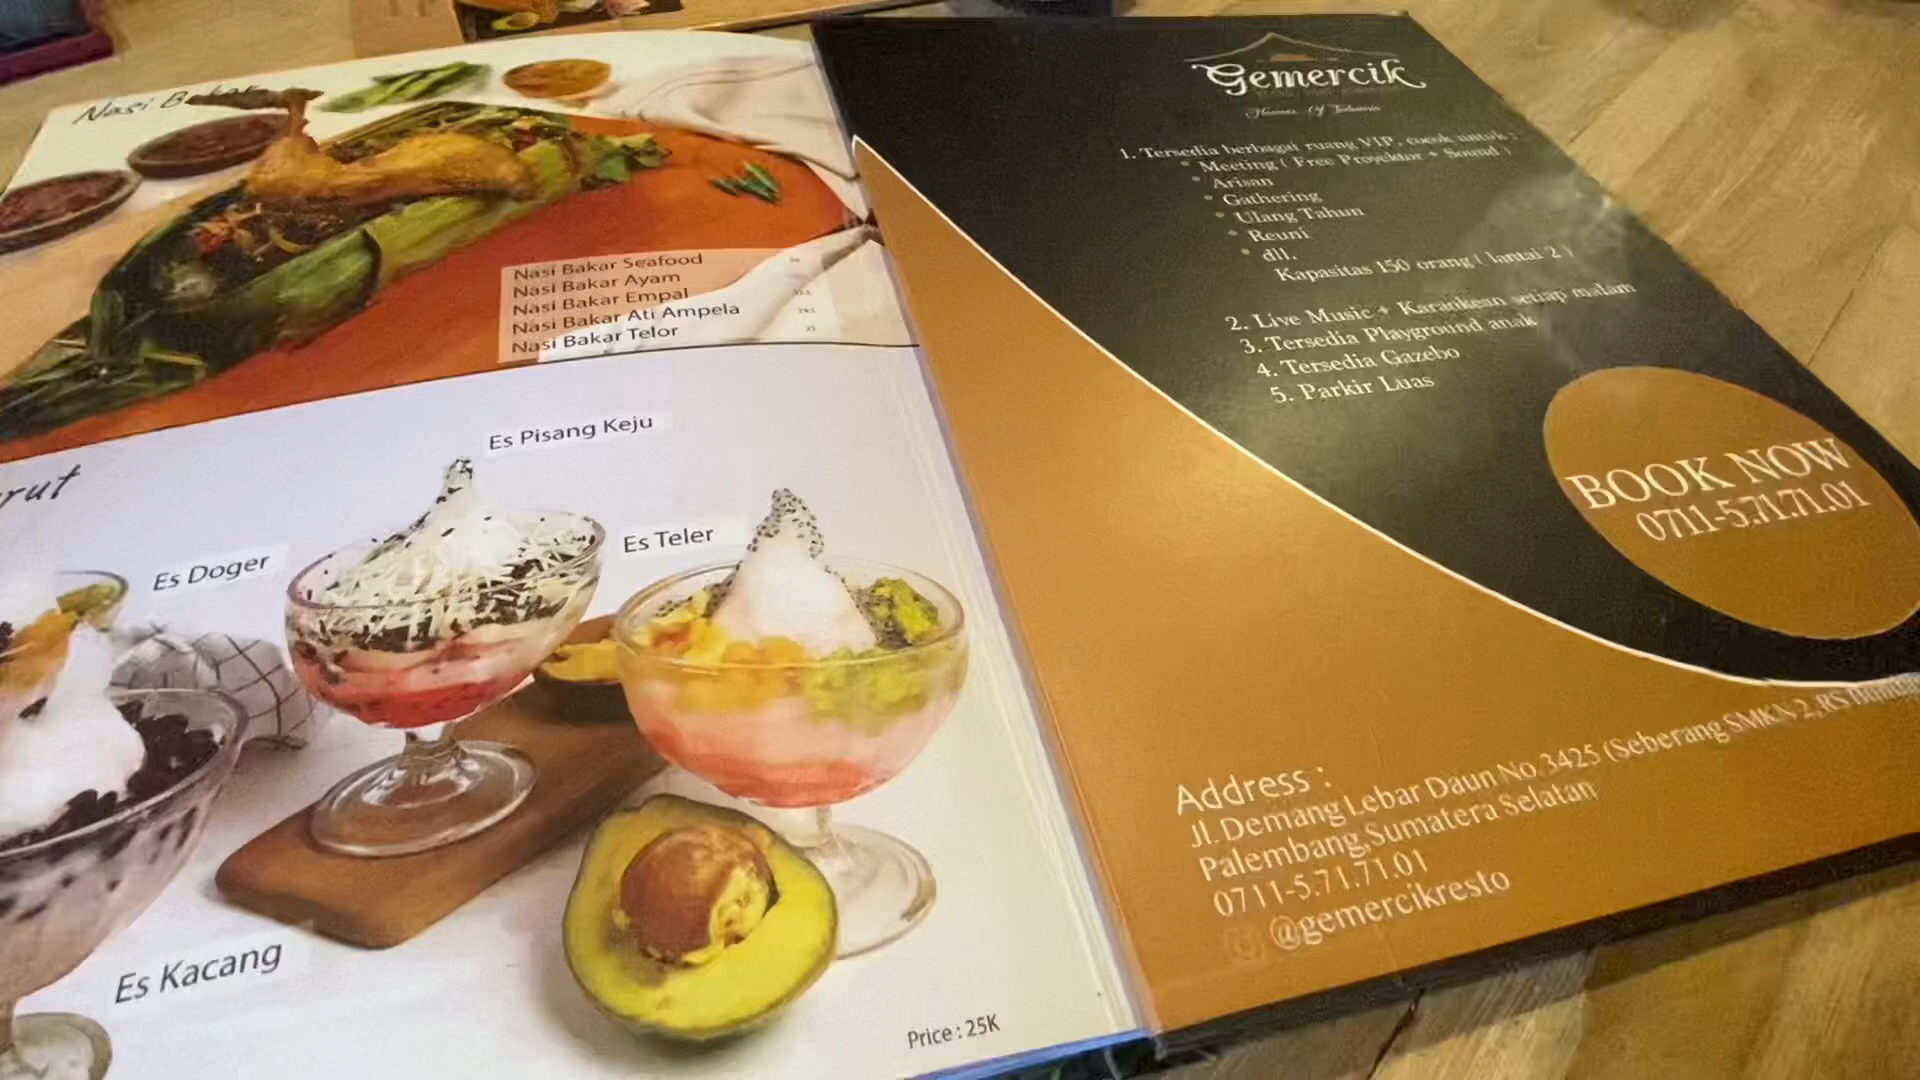 Nasi Bakar
Nasi Bakar Seafood
Nasi Bakar Ayam
Nasi Bakar Empal
Nasi Bakar Ati Ampela
Nasi Bakar Telor
Es Pisang Keju
Es Doger
Es Teler
Es Kacang
Price : 25K
Gemercik
1. Tersedia berbagai ruang VIP , cocok untuk :
* Meeting ( Free Proyektor + Sound )
* Arisan
* Gathering
* Ulang Tahun
* Reuni
* dll.
Kapasitas 150 orang ( lantai 2 )
2. Live Music + Karaokean setiap malam
3. Tersedia Playground anak
4. Tersedia Gazebo
5. Parkir Luas
BOOK NOW
0711-5.71.71.01
Address :
Jl. Demang Lebar Daun No. 3425 (Seberang SMKN 2, RS
Palembang,Sumatera Selatan
0711-5.71.71.01
@gemercikresto